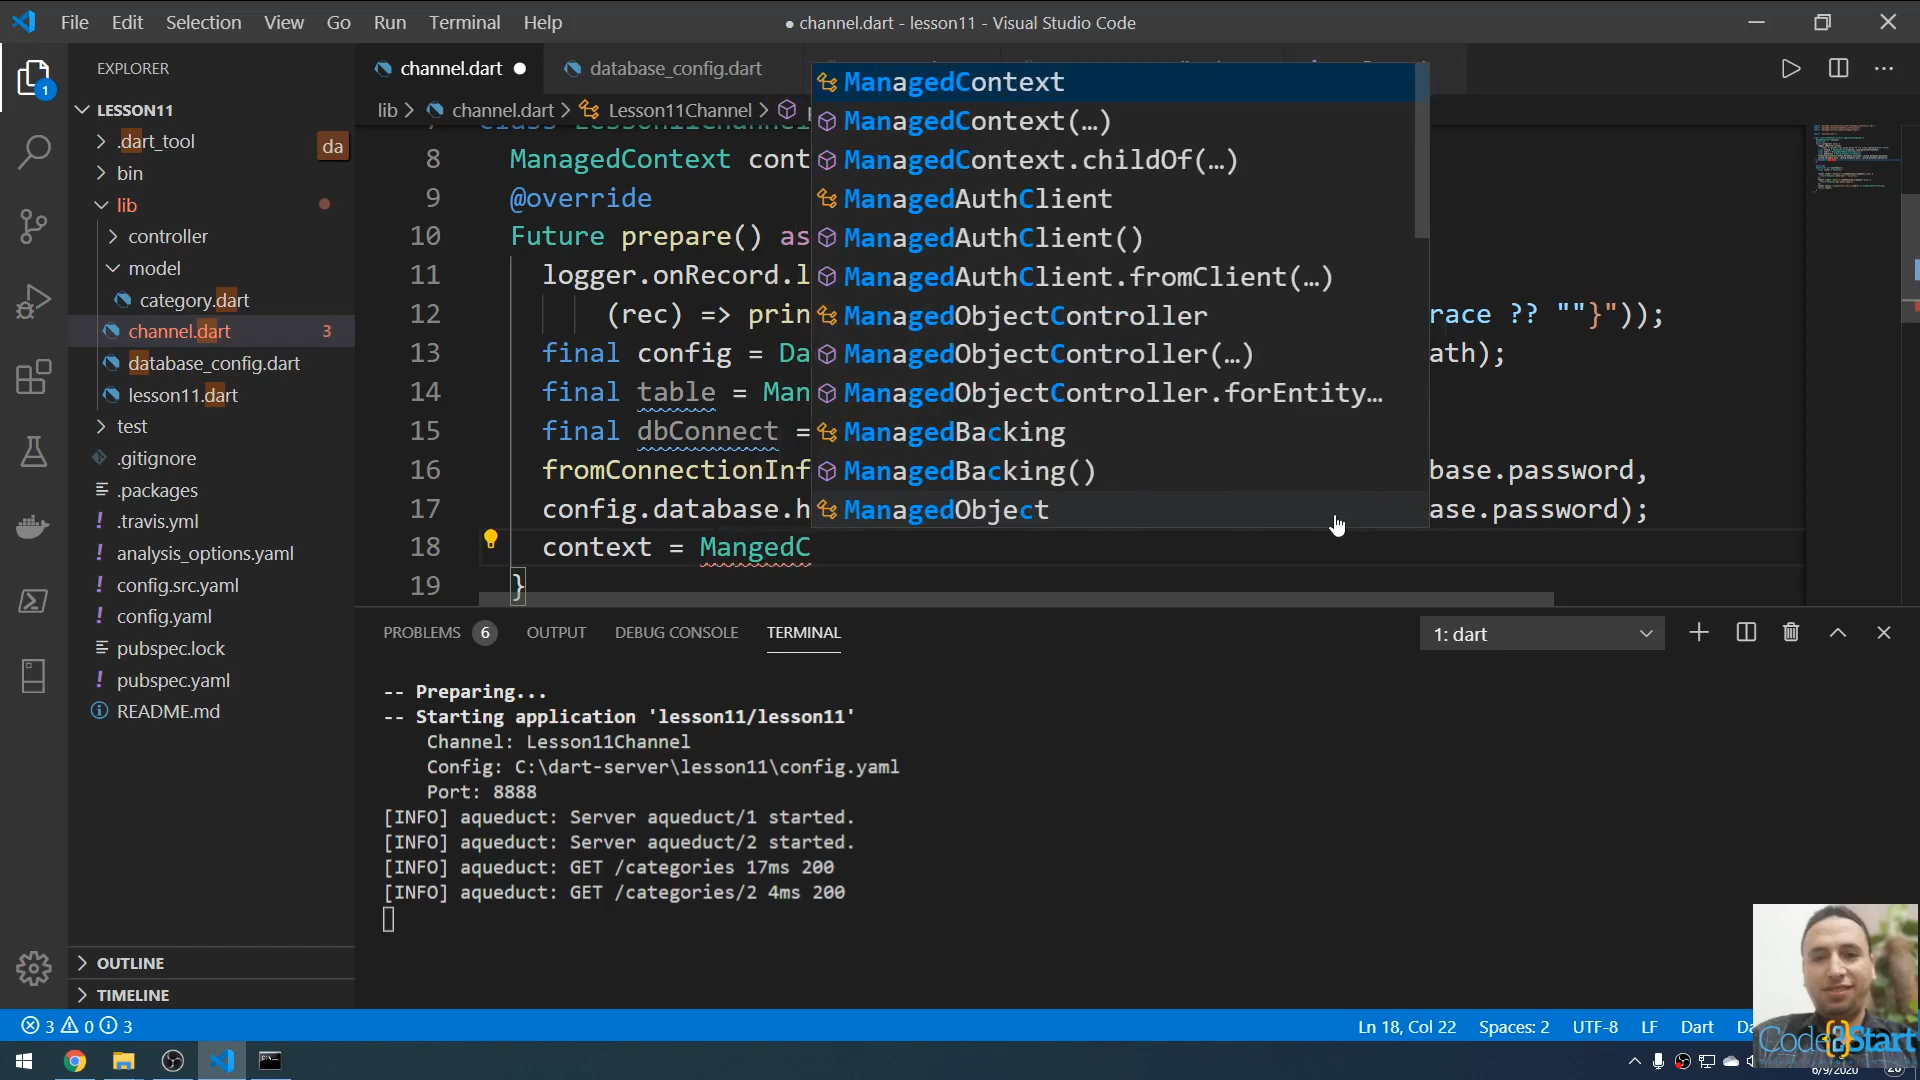 File Edit Selection View Go Run Terminal Help
● channel.dart - lesson11 - Visual Studio Code
EXPLORER
LESSON11
.dart_tool
da
bin
lib
controller
model
category.dart
channel.dart 3
database_config.dart
lesson11.dart
test
.gitignore
.packages
.travis.yml
analysis_options.yaml
config.src.yaml
config.yaml
pubspec.lock
pubspec.yaml
README.md
OUTLINE
TIMELINE
1
channel.dart
database_config.dart
lib > channel.dart > Lesson11Channel >
8 ManagedContext cont
9 @override
10 Future prepare() as
11 logger.onRecord.l
12 (rec) => prin race ?? ""}"));
13 final config = Da ath);
14 final table = Man
15 final dbConnect =
16 fromConnectionInf base.password,
17 config.database.h ase.password);
18 context = MangedC
19 }
ManagedContext
ManagedContext(…)
ManagedContext.childOf(…)
ManagedAuthClient
ManagedAuthClient()
ManagedAuthClient.fromClient(…)
ManagedObjectController
ManagedObjectController(…)
ManagedObjectController.forEntity…
ManagedBacking
ManagedBacking()
ManagedObject
PROBLEMS 6 OUTPUT DEBUG CONSOLE TERMINAL
1: dart
-- Preparing...
-- Starting application 'lesson11/lesson11'
Channel: Lesson11Channel
Config: C:\dart-server\lesson11\config.yaml
Port: 8888
[INFO] aqueduct: Server aqueduct/1 started.
[INFO] aqueduct: Server aqueduct/2 started.
[INFO] aqueduct: GET /categories 17ms 200
[INFO] aqueduct: GET /categories/2 4ms 200
3 0 3
Ln 18, Col 22 Spaces: 2 UTF-8 LF Dart
Code2Start
6/9/2020